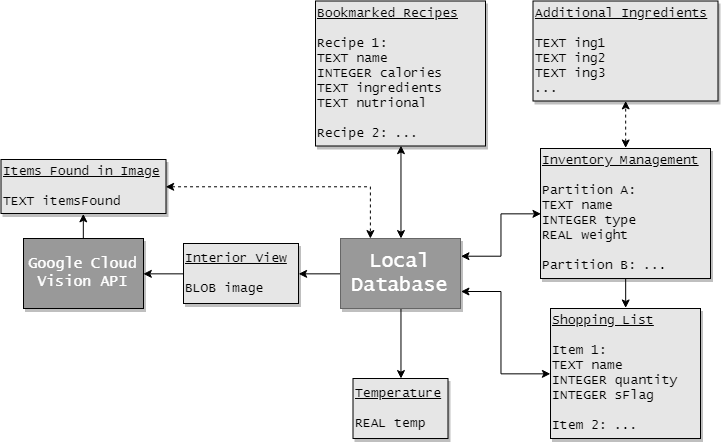 Bookmarked Recipes
Recipe 1:
TEXT name
INTEGER calories
TEXT ingredients
TEXT nutrional
Recipe 2: ...
Additional Ingredients
TEXT ing1
TEXT ing2
TEXT ing3
...
Items Found in Image
TEXT itemsFound
Inventory Management
Partition A:
TEXT name
INTEGER type
REAL weight
Partition B: ...
Google Cloud
Vision API
Interior View
BLOB image
Local
Database
Shopping List
Item 1:
TEXT name
INTEGER quantity
INTEGER sFlag
Item 2: ...
Temperature
REAL temp